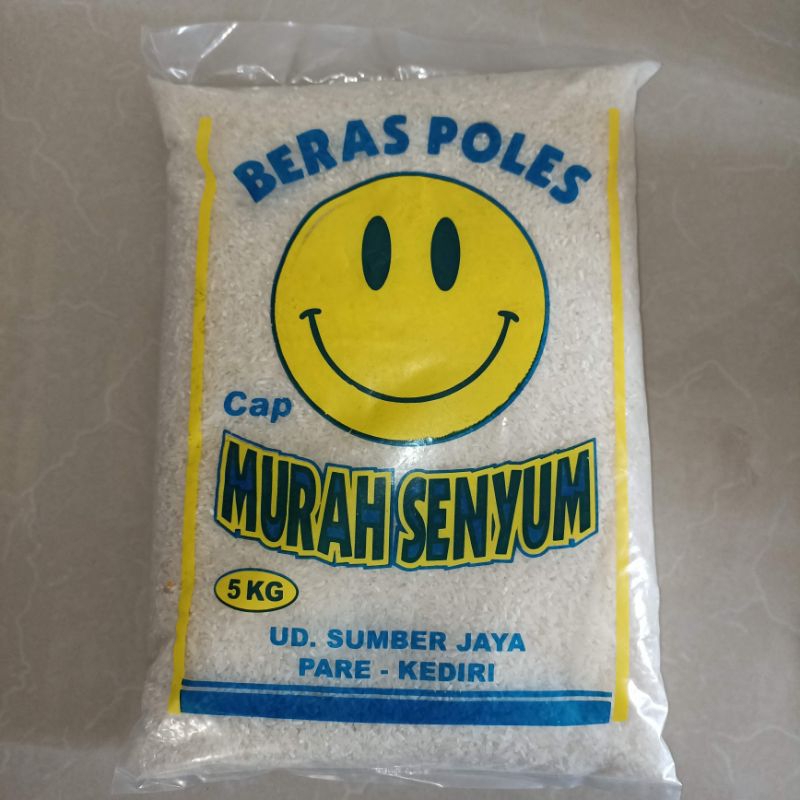 BERAS POLES
Cap
MURAH SENYUM
5 KG
UD. SUMBER JAYA
PARE - KEDIRI